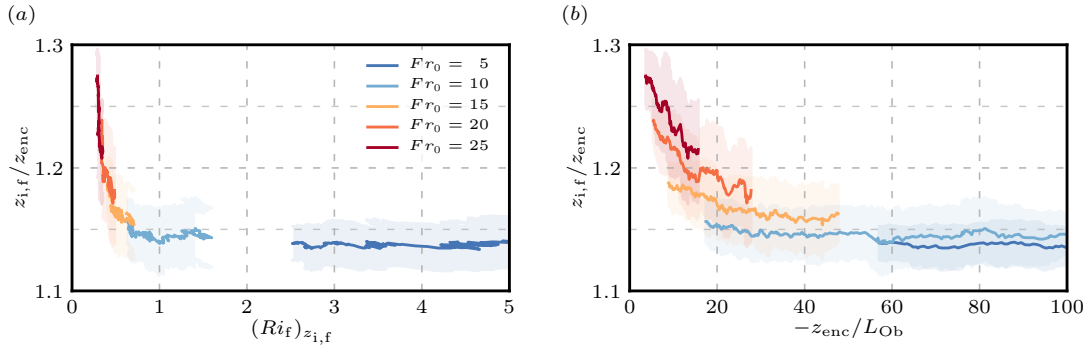 (a)
z_{i,f}/z_{enc}
1.3
1.2
1.1
Fr_0 = 5
Fr_0 = 10
Fr_0 = 15
Fr_0 = 20
Fr_0 = 25
0 1 2 3 4 5
(Ri_f)_{z_{i,f}}
(b)
z_{i,f}/z_{enc}
1.3
1.2
1.1
0 20 40 60 80 100
−z_{enc}/L_{Ob}